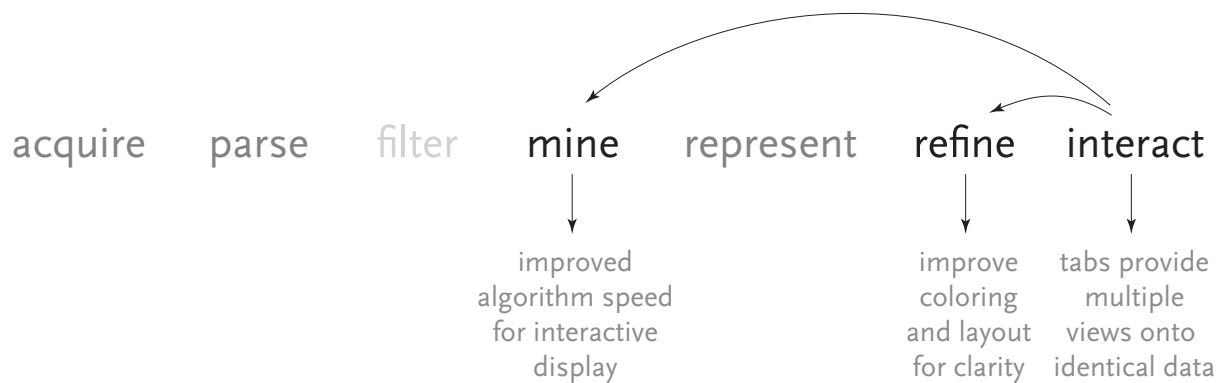 acquire parse filter mine represent refine interact
improved
algorithm speed
for interactive
display
improve
coloring
and layout
for clarity
tabs provide
multiple
views onto
identical data